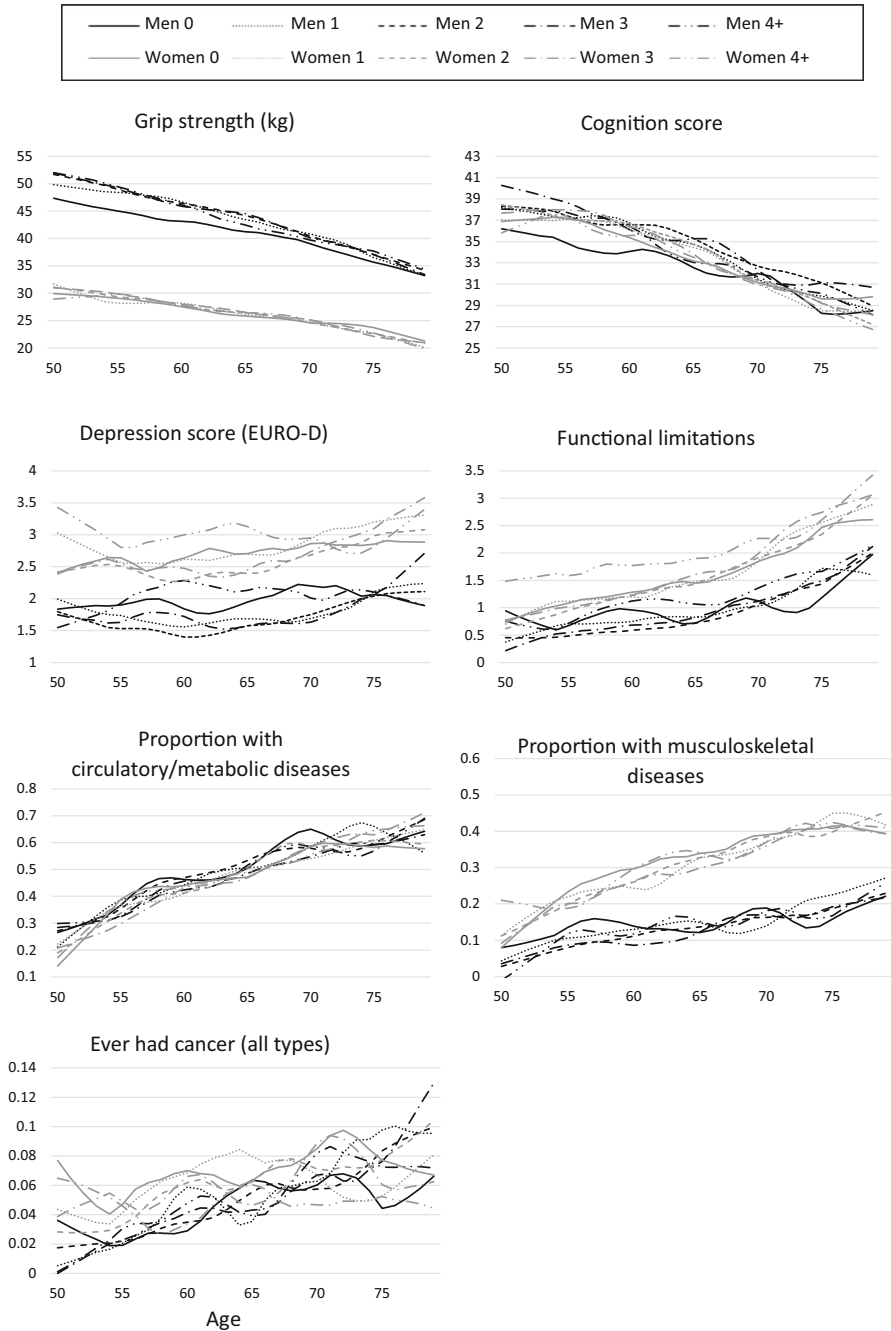 Men 0 Men 1 Men 2 Men 3 Men 4+
Women 0 Women 1 Women 2 Women 3 Women 4+
Grip strength (kg)
55
50
45
40
35
30
25
20
50 55 60 65 70 75
Cognition score
43
41
39
37
35
33
31
29
27
25
50 55 60 65 70 75
Depression score (EURO-D)
4
3.5
3
2.5
2
1.5
1
50 55 60 65 70 75
Functional limitations
3.5
3
2.5
2
1.5
1
0.5
0
50 55 60 65 70 75
Proportion with
circulatory/metabolic diseases
0.8
0.7
0.6
0.5
0.4
0.3
0.2
0.1
50 55 60 65 70 75
Proportion with musculoskeletal
diseases
0.6
0.5
0.4
0.3
0.2
0.1
0
50 55 60 65 70 75
Ever had cancer (all types)
0.14
0.12
0.1
0.08
0.06
0.04
0.02
0
50 55 60 65 70 75
Age